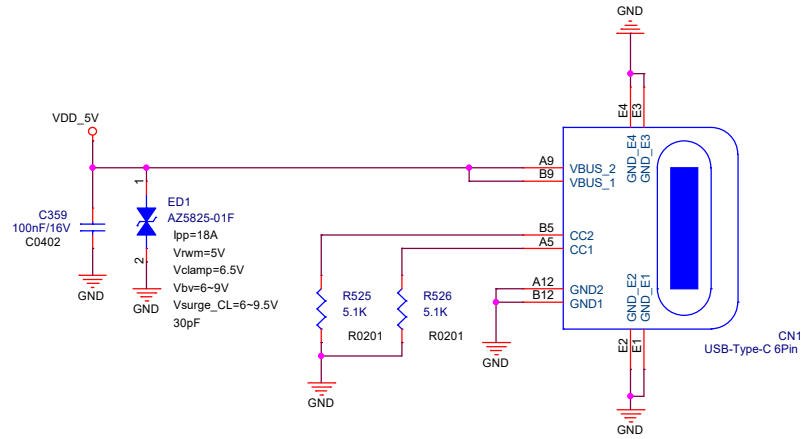 GND
E4
E3
VDD_5V
A9
B9
VBUS_2
VBUS_1
GND_E4
GND_E3
1
ED1
AZ5825-01F
Ipp=18A
Vrwm=5V
Vclamp=6.5V
Vbv=6~9V
Vsurge_CL=6~9.5V
30pF
2
C359
100nF/16V
C0402
GND
GND
B5
A5
CC2
CC1
A12
B12
GND2
GND1
GND_E2
GND_E1
R525
5.1K
R0201
R526
5.1K
R0201
GND
GND
E2
E1
CN1
USB-Type-C 6Pin
GND